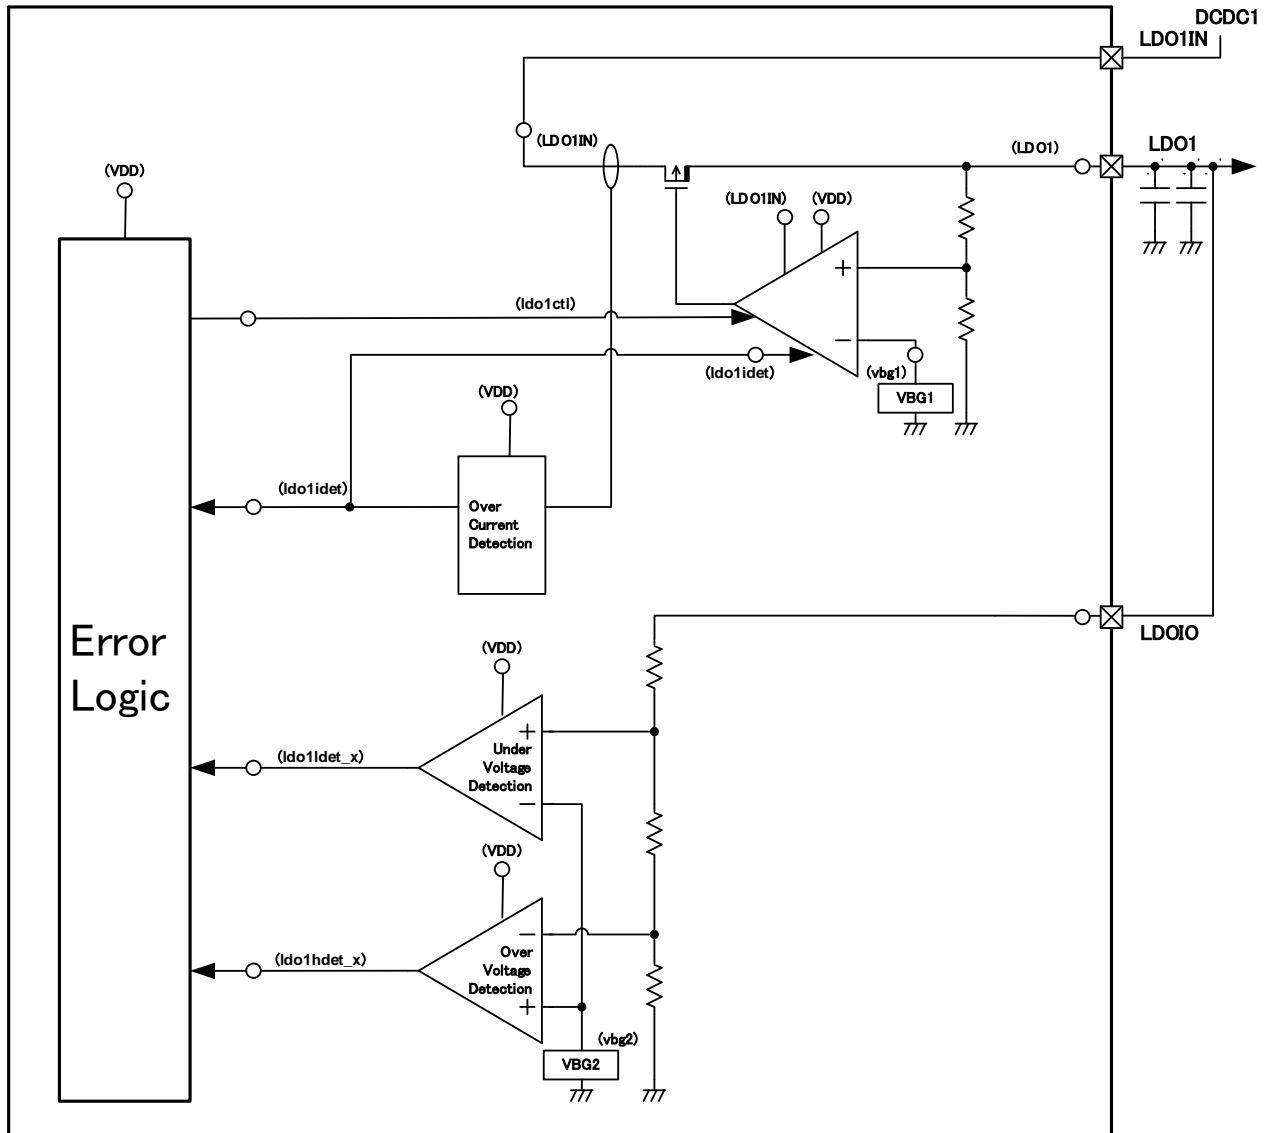 DCDC1
LDO1IN
(LDO1IN)
(LDO1)
LDO1
(VDD)
(LDO1IN)
(VDD)
+
(ldo1ctl)
−
(ldo1idet)
(vbg1)
VBG1
(VDD)
(ldo1idet)
Over
Current
Detection
LDOIO
Error
Logic
(VDD)
+
Under
Voltage
Detection
−
(ldo1ldet_x)
(VDD)
−
Over
Voltage
Detection
+
(ldo1hdet_x)
(vbg2)
VBG2